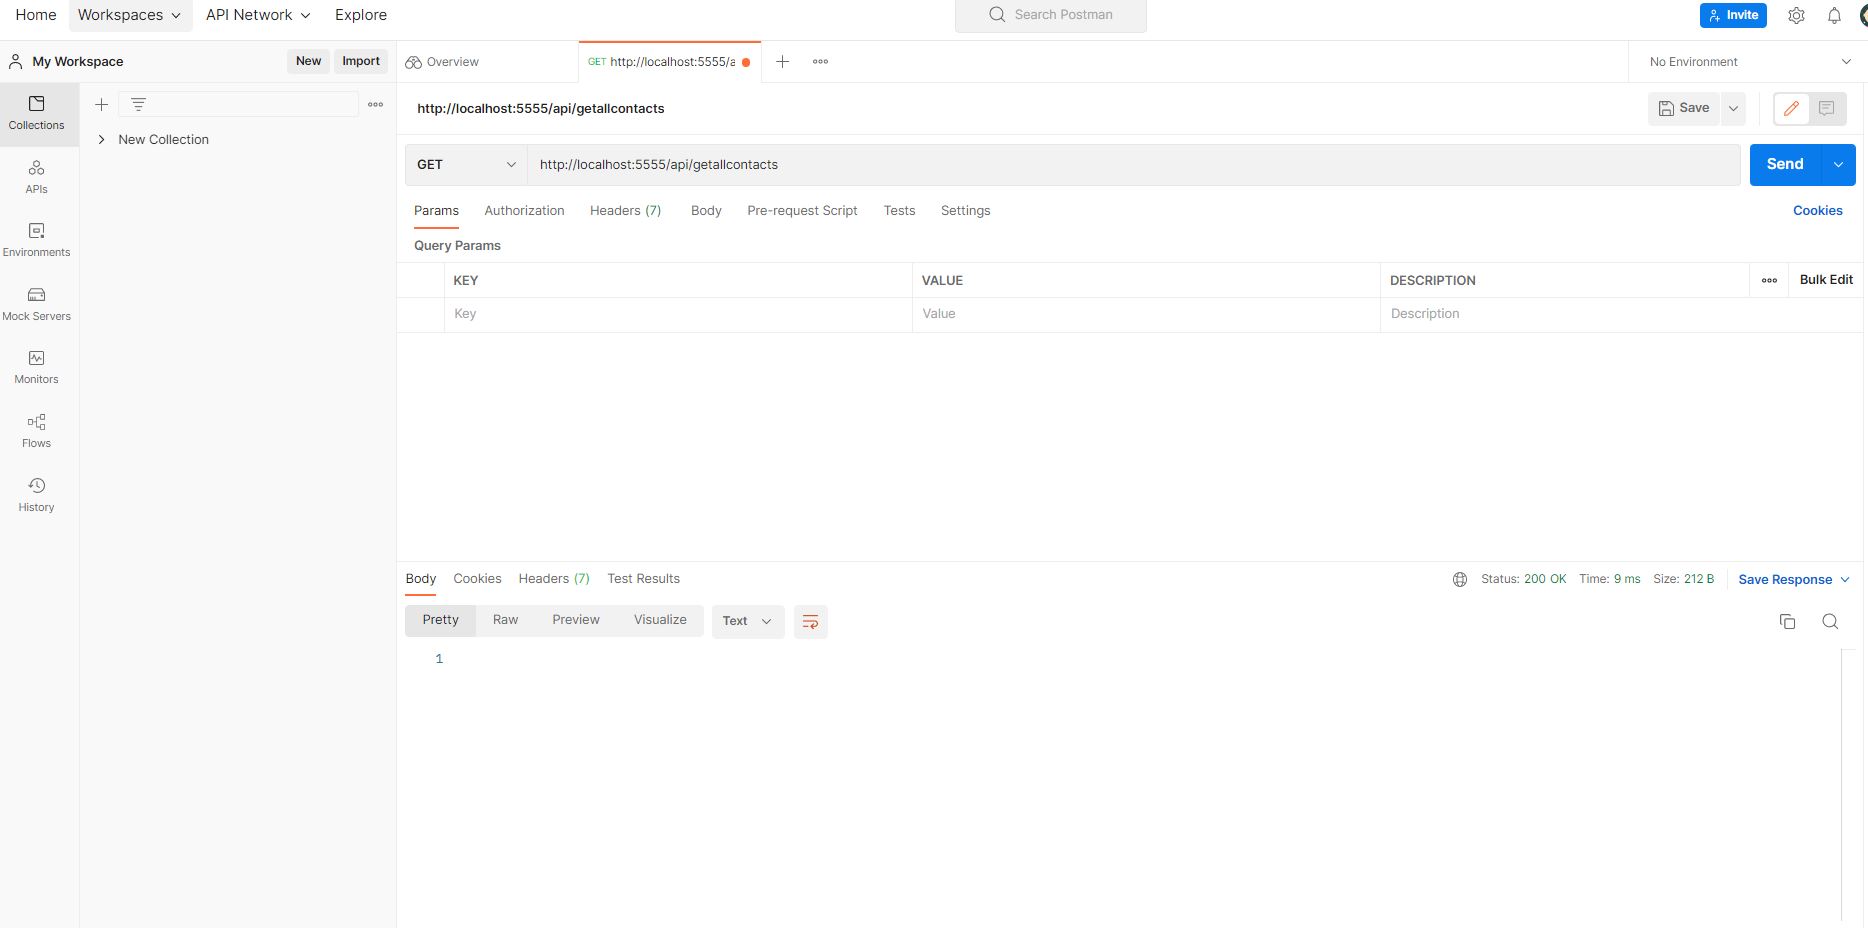 Home Workspaces API Network Explore Search Postman Invite
My Workspace New Import Overview GET http://localhost:5555/a No Environment
http://localhost:5555/api/getallcontacts Save
Collections
New Collection
GET http://localhost:5555/api/getallcontacts Send
APIs
Params Authorization Headers (7) Body Pre-request Script Tests Settings Cookies
Query Params
Environments
KEY VALUE DESCRIPTION Bulk Edit
Key Value Description
Mock Servers
Monitors
Flows
History
Body Cookies Headers (7) Test Results Status: 200 OK Time: 9 ms Size: 212 B Save Response
Pretty Raw Preview Visualize Text
1